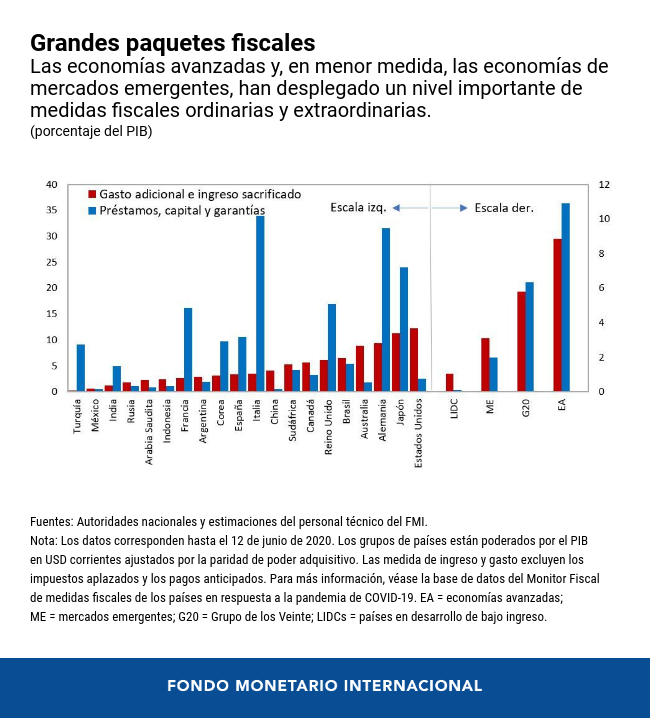 Grandes paquetes fiscales
Las economías avanzadas y, en menor medida, las economías de
mercados emergentes, han desplegado un nivel importante de
medidas fiscales ordinarias y extraordinarias.
(porcentaje del PIB)
Gasto adicional e ingreso sacrificado
Préstamos, capital y garantías
Escala izq.
Escala der.
40
35
30
25
20
15
10
5
0
12
10
8
6
4
2
0
Turquía
México
India
Rusia
Arabia Saudita
Indonesia
Francia
Argentina
Corea
España
Italia
China
Sudáfrica
Canadá
Reino Unido
Brasil
Australia
Alemania
Japón
Estados Unidos
LIDC
ME
G20
EA
Fuentes: Autoridades nacionales y estimaciones del personal técnico del FMI.
Nota: Los datos corresponden hasta el 12 de junio de 2020. Los grupos de países están poderados por el PIB
en USD corrientes ajustados por la paridad de poder adquisitivo. Las medida de ingreso y gasto excluyen los
impuestos aplazados y los pagos anticipados. Para más información, véase la base de datos del Monitor Fiscal
de medidas fiscales de los países en respuesta a la pandemia de COVID-19. EA = economías avanzadas;
ME = mercados emergentes; G20 = Grupo de los Veinte; LIDCs = países en desarrollo de bajo ingreso.
FONDO MONETARIO INTERNACIONAL